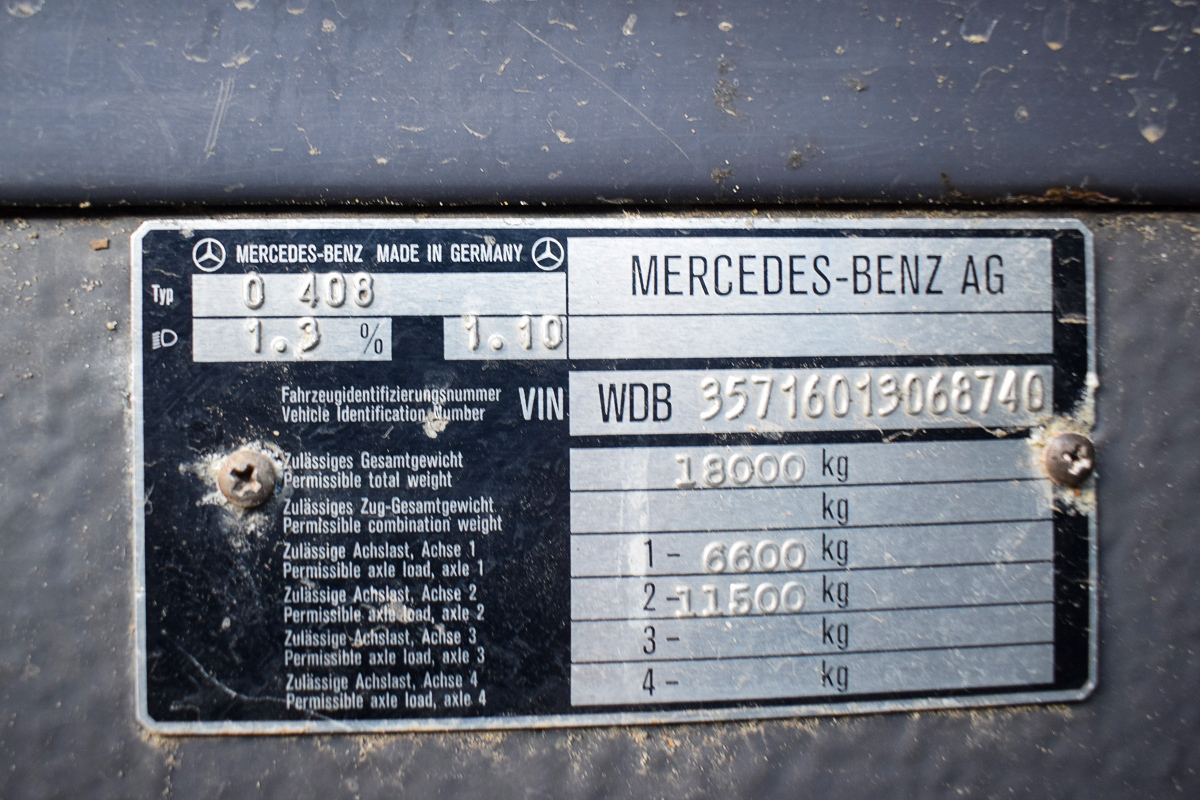 MERCEDES-BENZ MADE IN GERMANY
MERCEDES-BENZ AG
Typ O 408
1.3 % 1.10
Fahrzeugidentifizierungsnummer
Vehicle Identification Number
VIN WDB 35716013068740
Zulässiges Gesamtgewicht
Permissible total weight
18000 kg
Zulässiges Zug-Gesamtgewicht
Permissible combination weight
kg
Zulässige Achslast, Achse 1
Permissible axle load, axle 1
1 - 6600 kg
Zulässige Achslast, Achse 2
Permissible axle load, axle 2
2 - 11500 kg
Zulässige Achslast, Achse 3
Permissible axle load, axle 3
3 - kg
Zulässige Achslast, Achse 4
Permissible axle load, axle 4
4 - kg